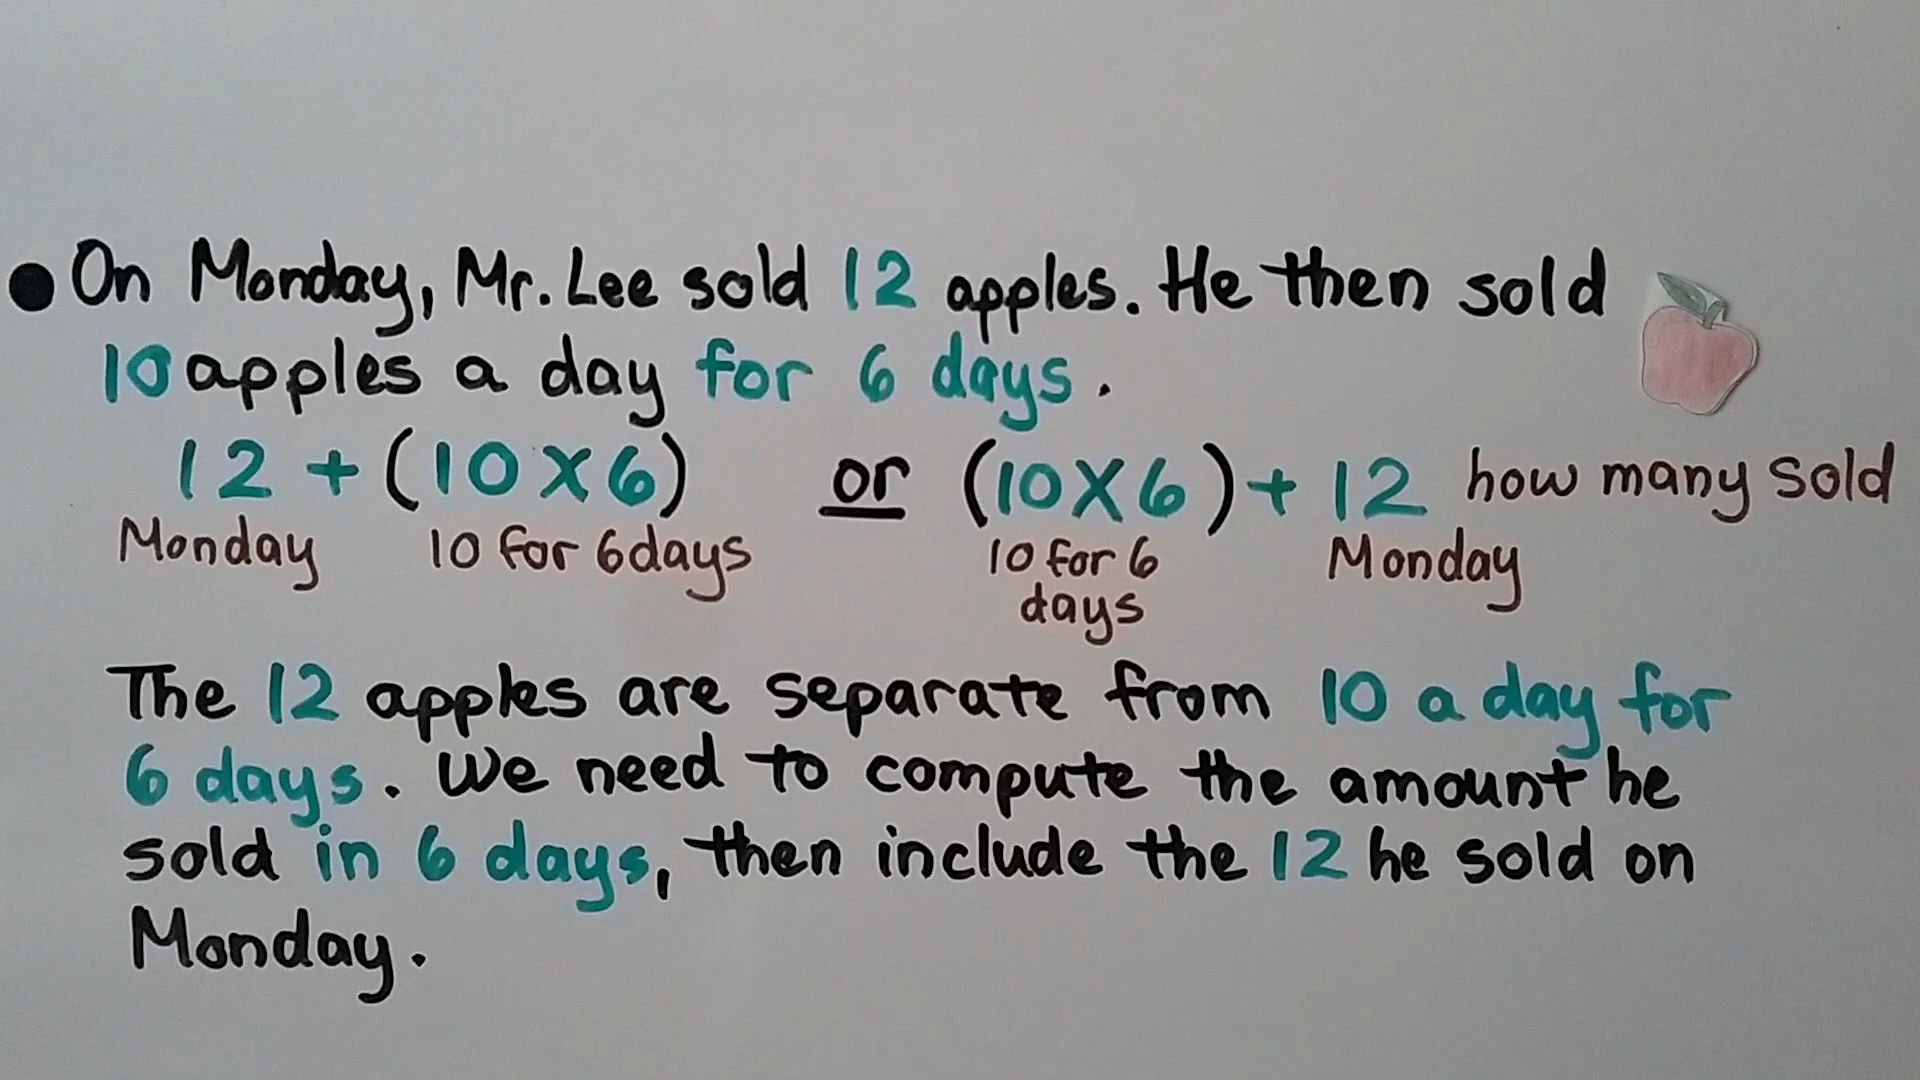 On Monday, Mr. Lee sold 12 apples. He then sold
10 apples a day for 6 days.
12 + (10 X 6) or (10 X 6) + 12 how many sold
Monday 10 for 6 days 10 for 6 Monday
days
The 12 apples are separate from 10 a day for
6 days. We need to compute the amount he
sold in 6 days, then include the 12 he sold on
Monday.